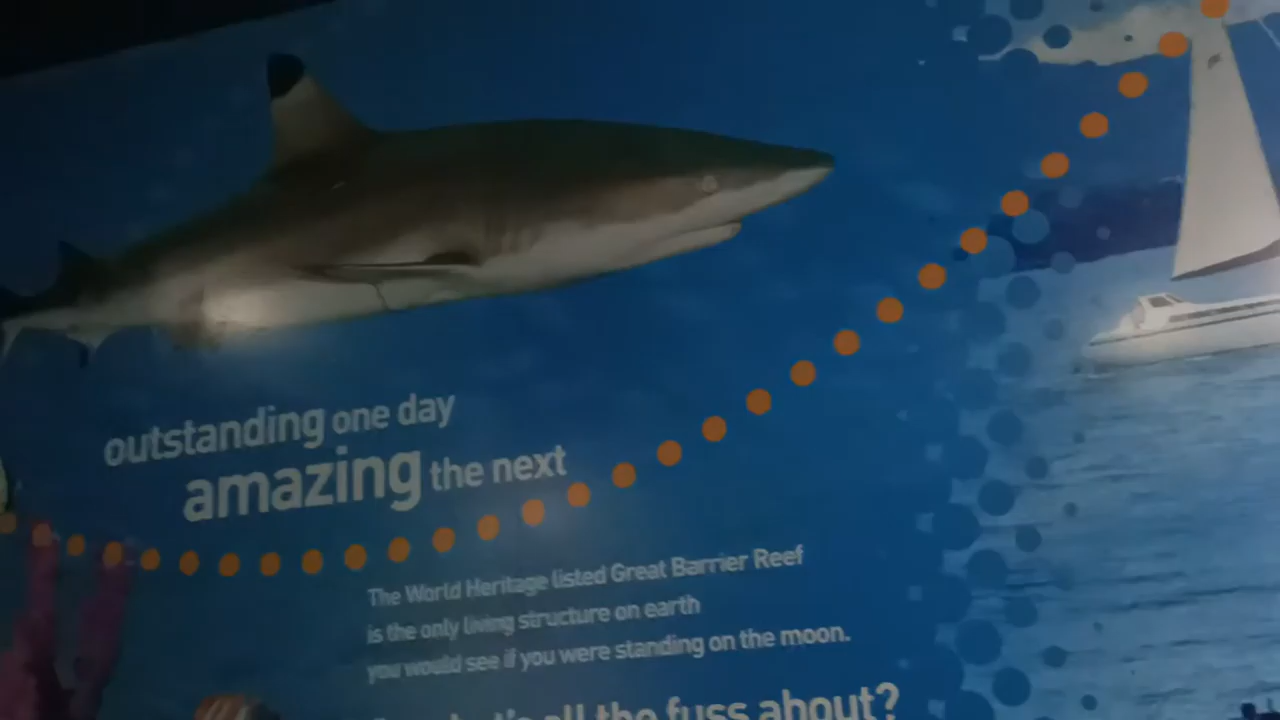 outstanding one day
amazing the next
The World Heritage listed Great Barrier Reef
is the only living structure on earth
you would see if you were standing on the moon.
all the fuss about?